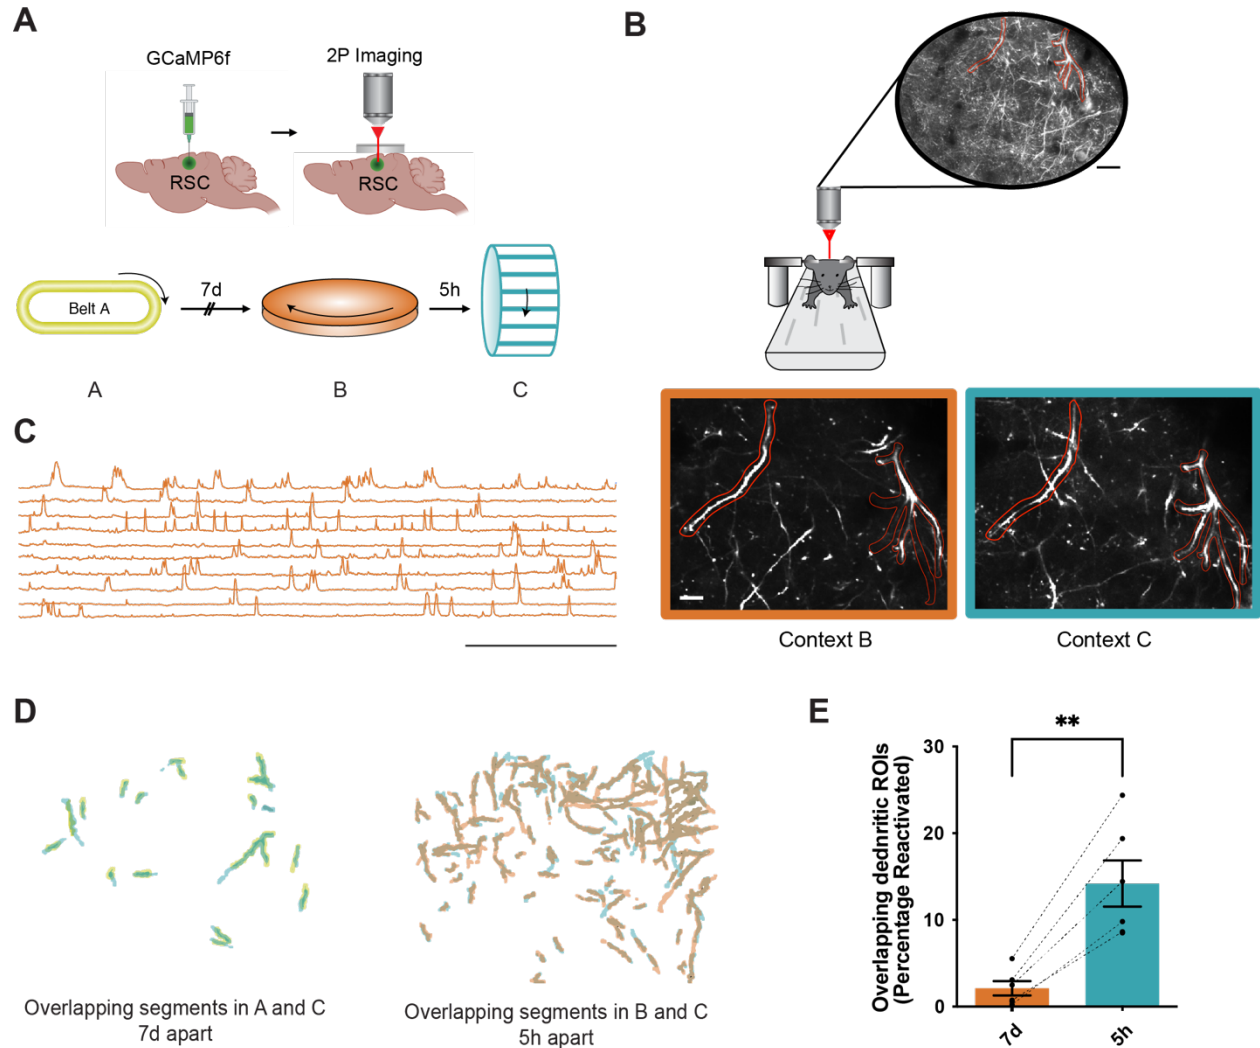 A
GCaMP6f
2P Imaging
RSC
RSC
Belt A
7d
5h
A
B
C
B
Context B
Context C
C
D
Overlapping segments in A and C
7d apart
Overlapping segments in B and C
5h apart
E
Overlapping dednritic ROIs
(Percentage Reactivated)
**
30
20
10
0
7d
5h